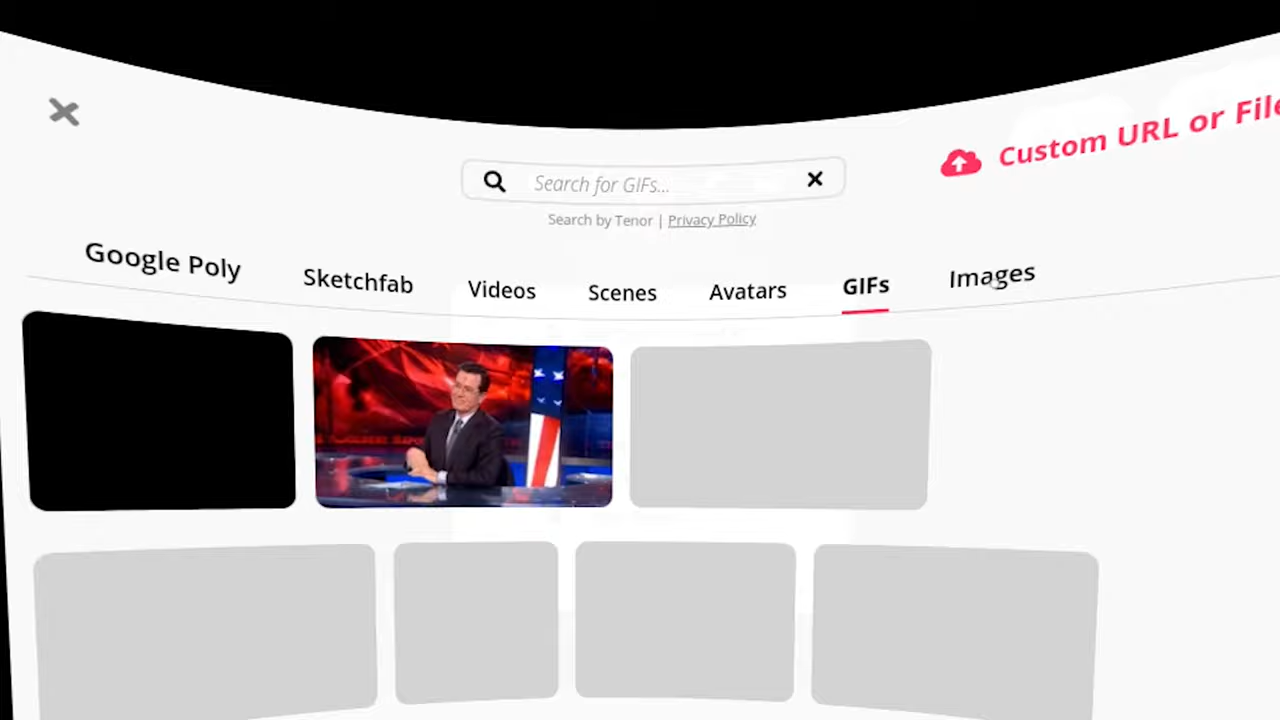 Custom URL or File
Search for GIFs...
Search by Tenor | Privacy Policy
Google Poly
Sketchfab
Videos
Scenes
Avatars
GIFs
Images